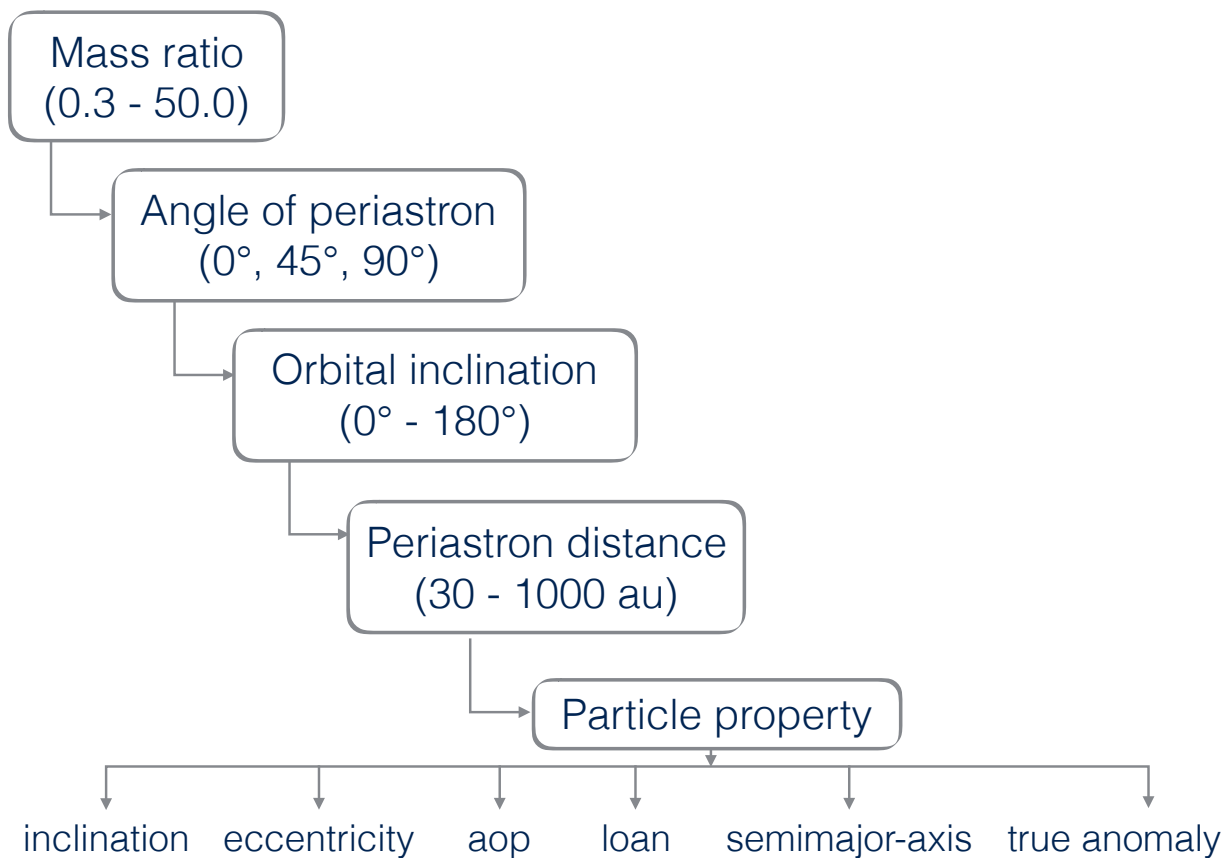 Mass ratio
(0.3 - 50.0)
Angle of periastron
(0°, 45°, 90°)
Orbital inclination
(0° - 180°)
Periastron distance
(30 - 1000 au)
Particle property
inclination eccentricity aop loan semimajor-axis true anomaly